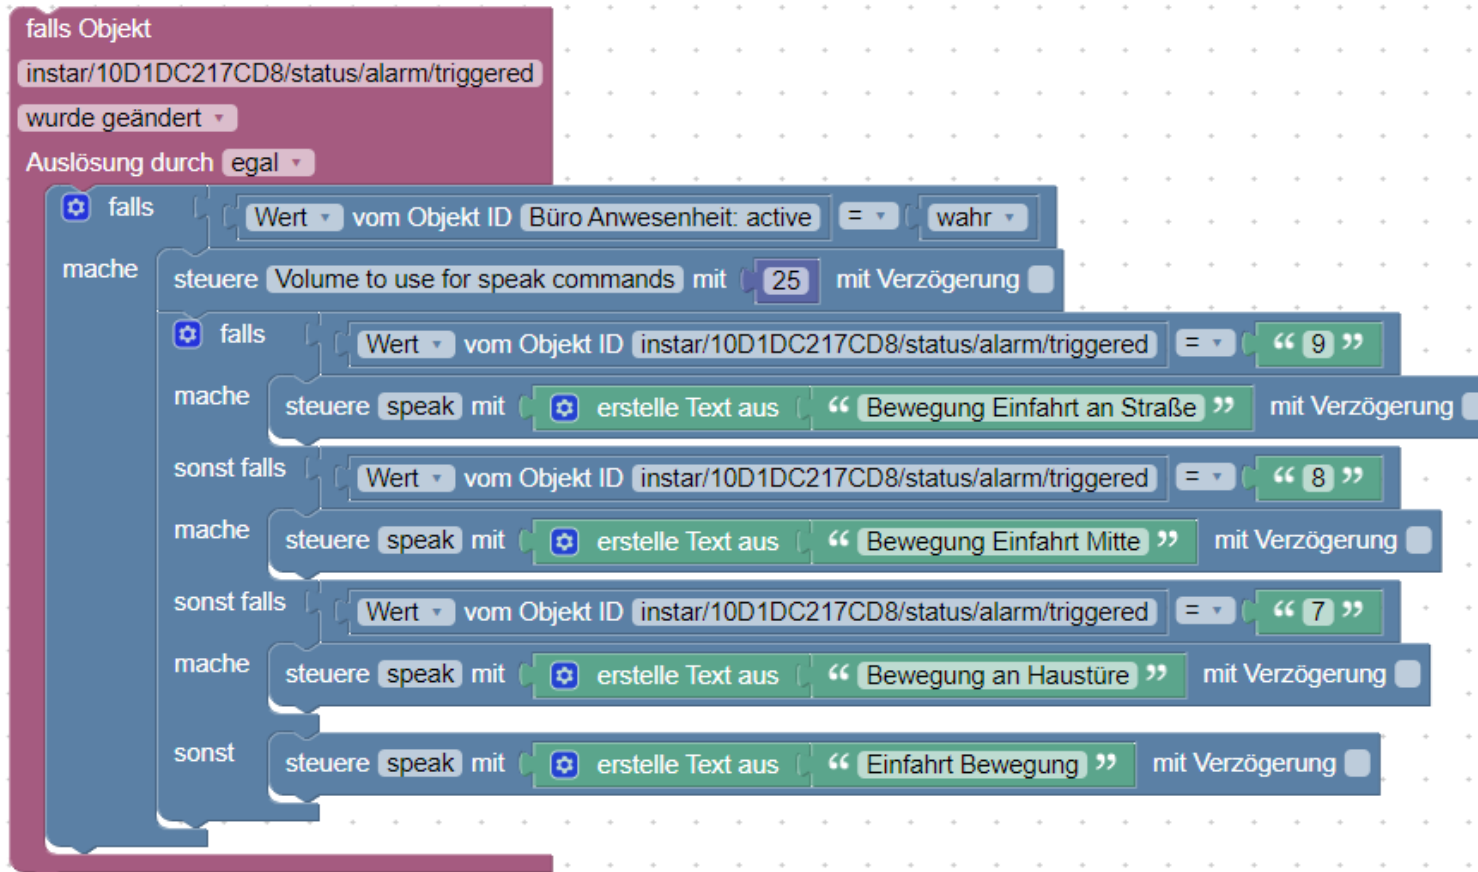 falls Objekt
instar/10D1DC217CD8/status/alarm/triggered
wurde geändert
Auslösung durch egal
falls Wert vom Objekt ID Büro Anwesenheit: active = wahr
mache steuere Volume to use for speak commands mit 25 mit Verzögerung
falls Wert vom Objekt ID instar/10D1DC217CD8/status/alarm/triggered = “ 9 ”
mache steuere speak mit erstelle Text aus “ Bewegung Einfahrt an Straße ” mit Verzögerung
sonst falls Wert vom Objekt ID instar/10D1DC217CD8/status/alarm/triggered = “ 8 ”
mache steuere speak mit erstelle Text aus “ Bewegung Einfahrt Mitte ” mit Verzögerung
sonst falls Wert vom Objekt ID instar/10D1DC217CD8/status/alarm/triggered = “ 7 ”
mache steuere speak mit erstelle Text aus “ Bewegung an Haustüre ” mit Verzögerung
sonst steuere speak mit erstelle Text aus “ Einfahrt Bewegung ” mit Verzögerung